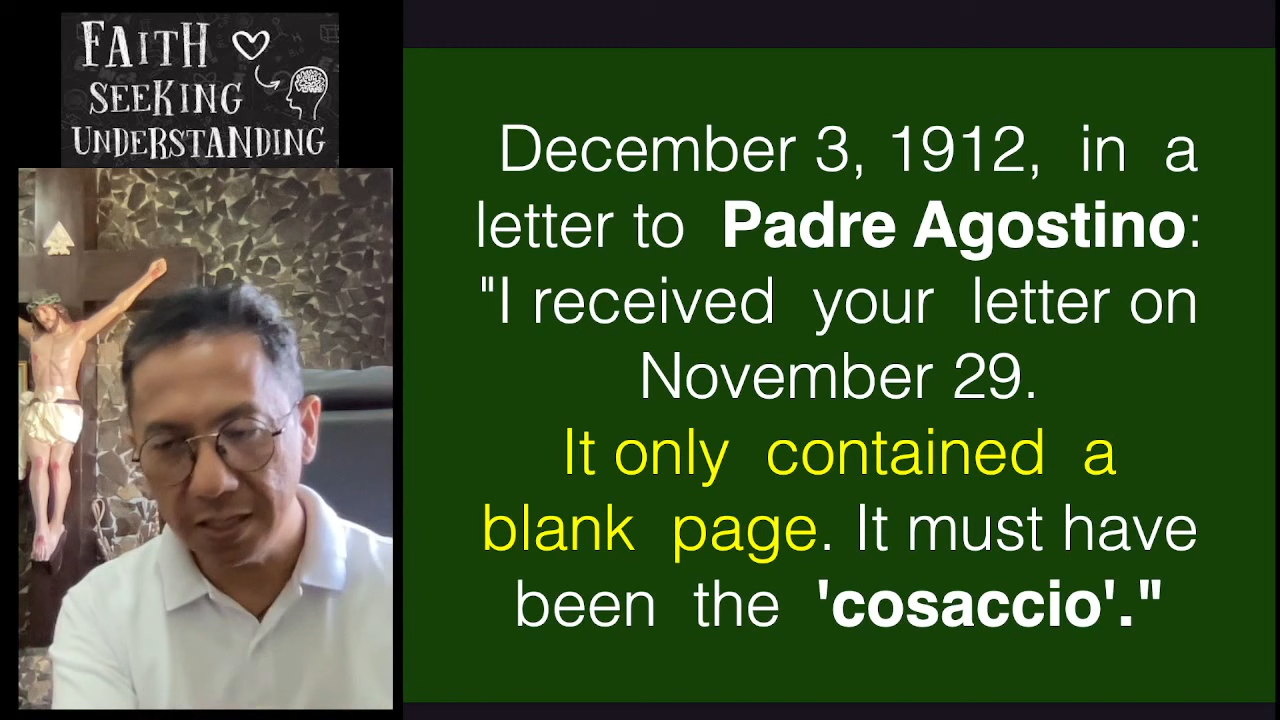 FAITH
SEEKING
UNDERSTANDING
December 3, 1912, in a
letter to Padre Agostino:
"I received your letter on
November 29.
It only contained a
blank page. It must have
been the 'cosaccio'."